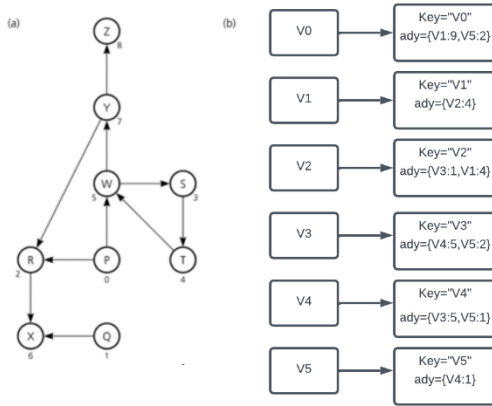 (a)
Z
8
Y
7
W
5
S
3
R
2
P
0
T
4
X
6
Q
1
(b)
V0
Key="V0"
ady={V1:9,V5:2}
V1
Key="V1"
ady={V2:4}
V2
Key="V2"
ady={V3:1,V1:4}
V3
Key="V3"
ady={V4:5,V5:2}
V4
Key="V4"
ady={V3:5,V5:1}
V5
Key="V5"
ady={V4:1}